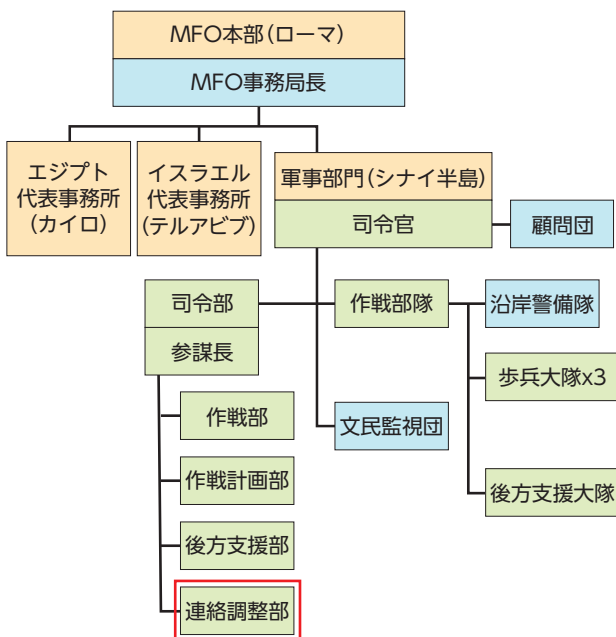 MFO本部(ローマ)
MFO事務局長
エジプト
代表事務所
(カイロ)
イスラエル
代表事務所
(テルアビブ)
軍事部門(シナイ半島)
司令官
顧問団
司令部
参謀長
作戦部隊
沿岸警備隊
歩兵大隊x3
後方支援大隊
文民監視団
作戦部
作戦計画部
後方支援部
連絡調整部